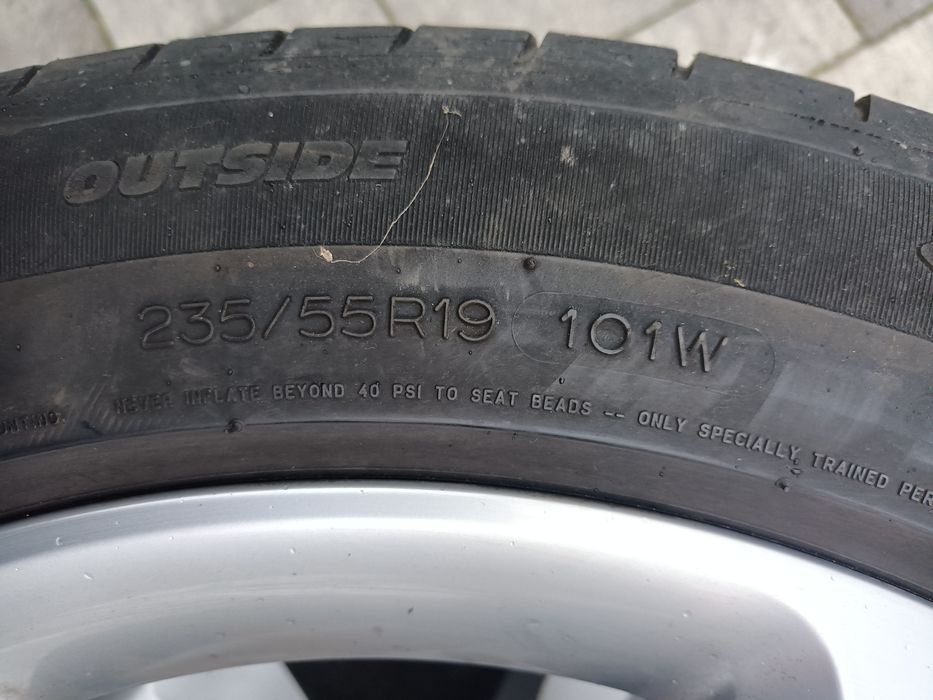 OUTSIDE
235/55R19 101W
NEVER INFLATE BEYOND 40 PSI TO SEAT BEADS -- ONLY SPECIALLY TRAINED